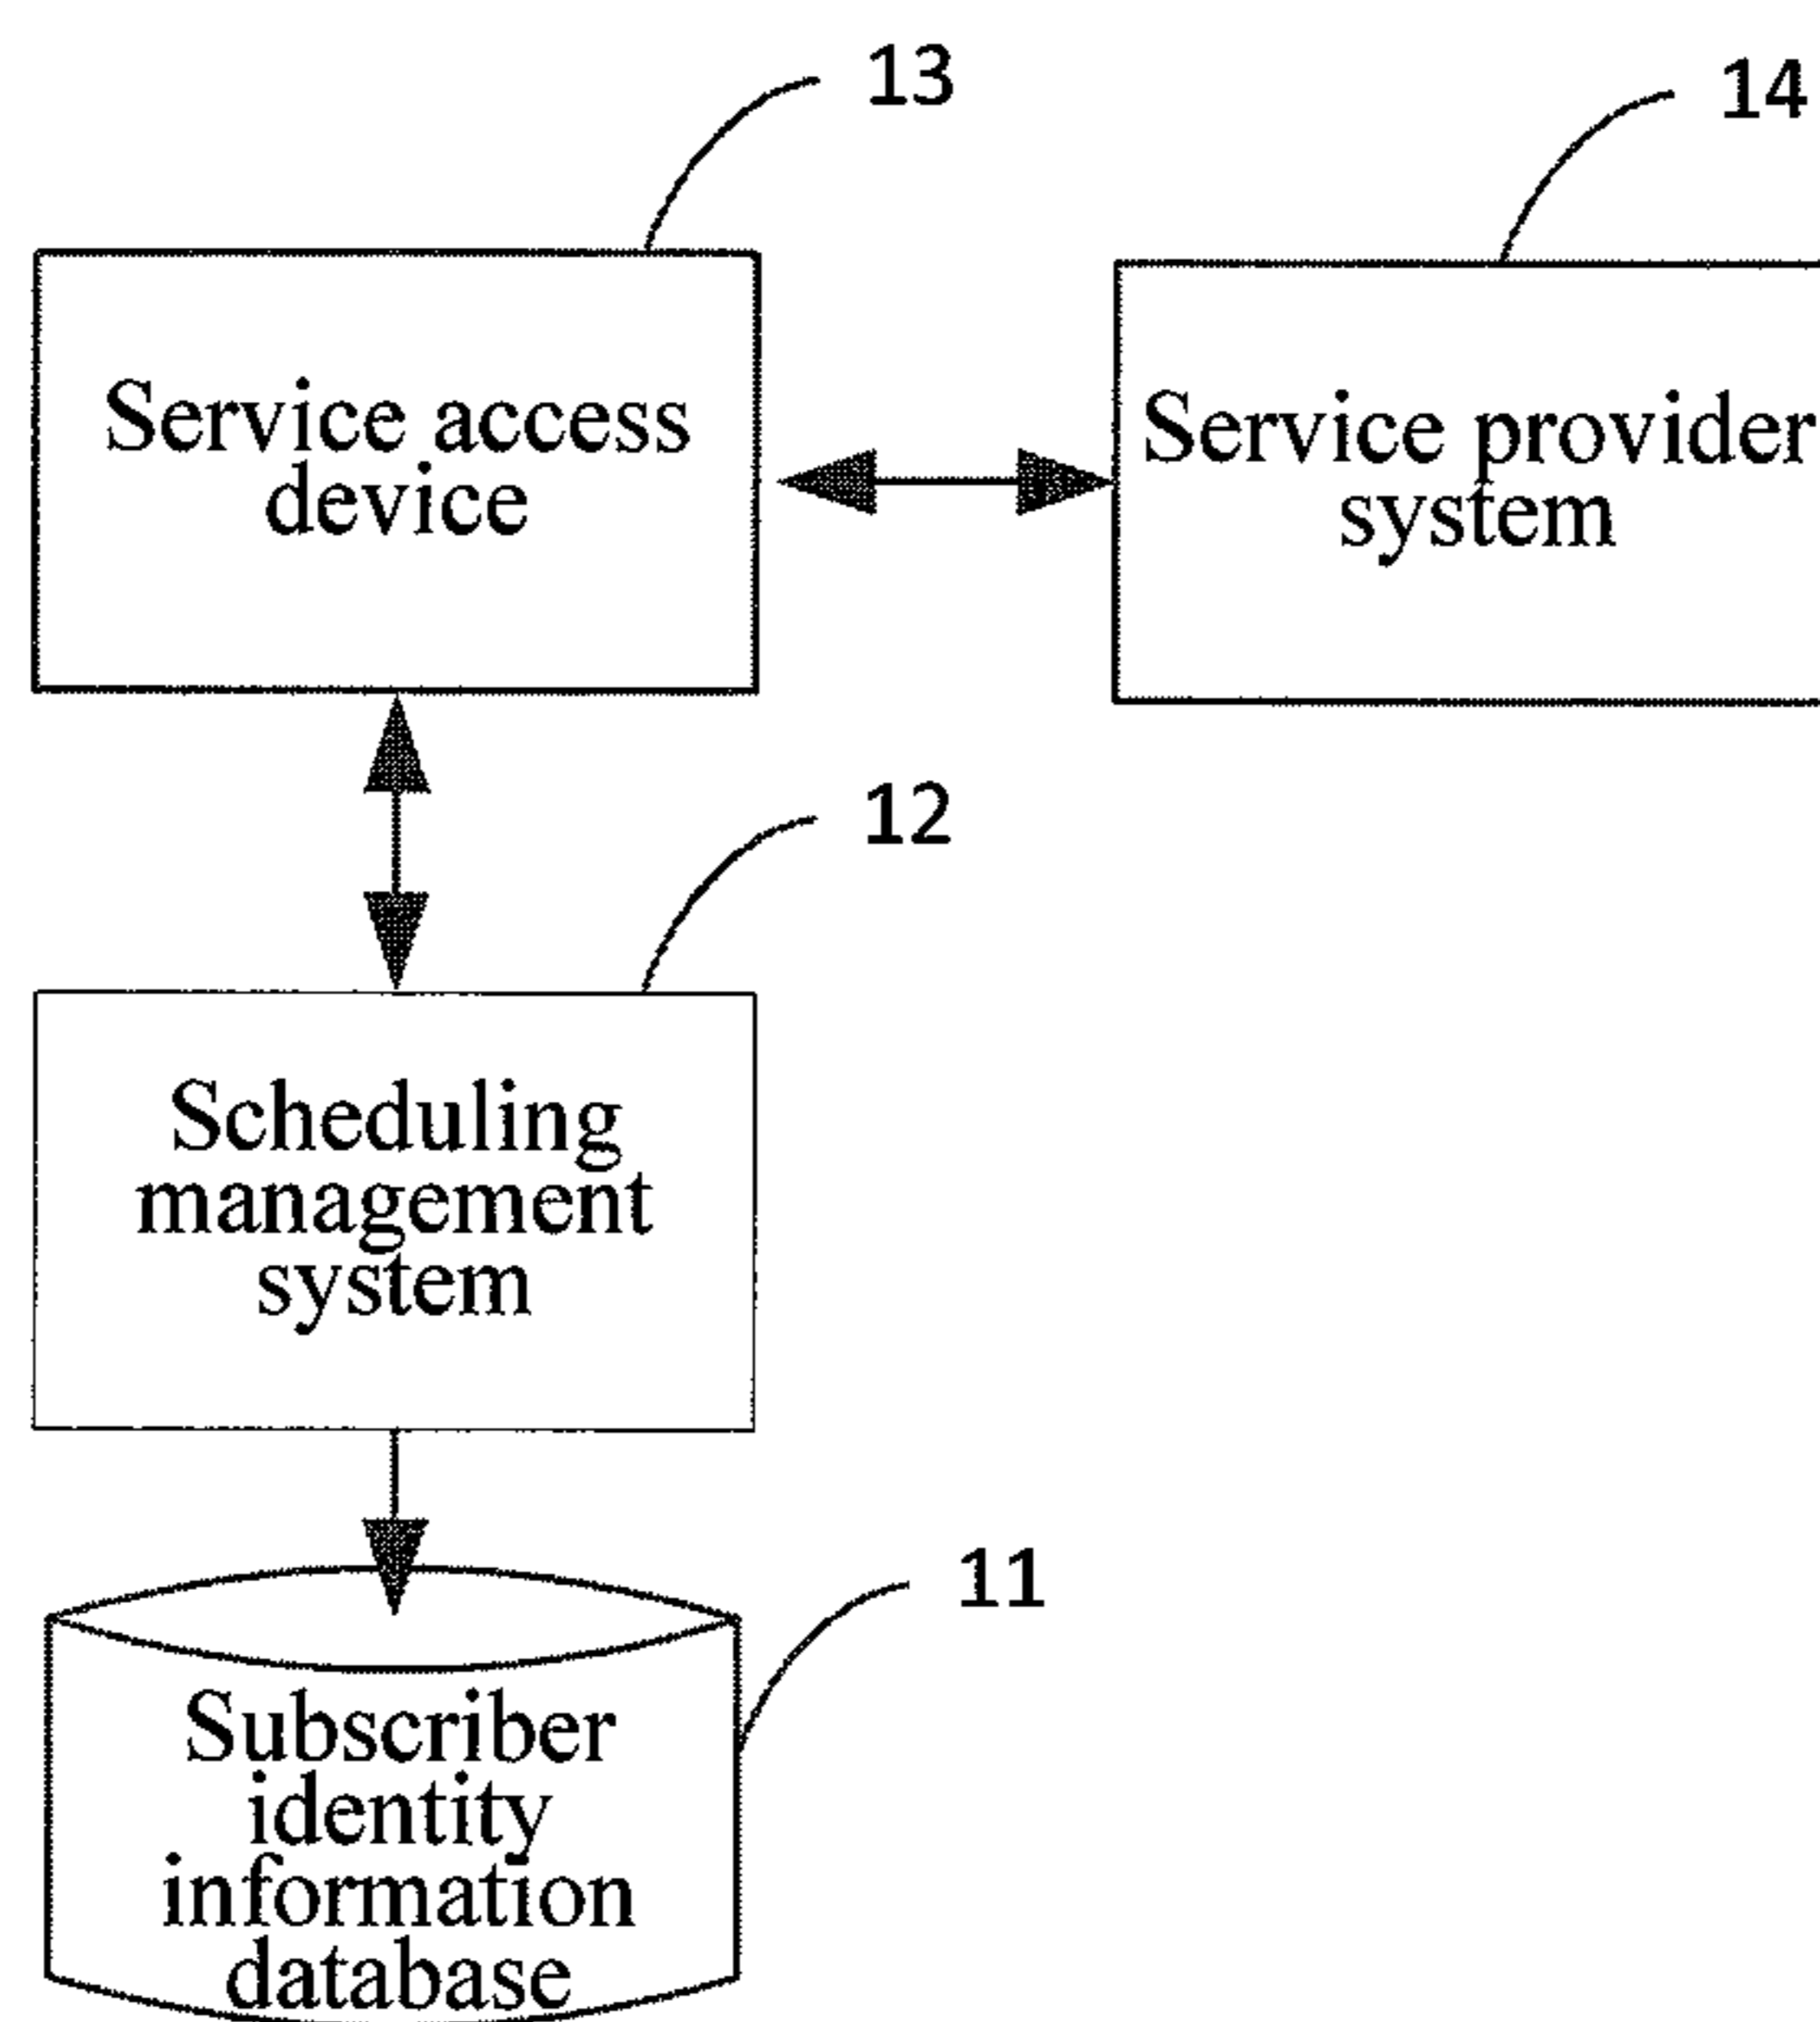 13
14
Service access
device
Service provider
system
12
Scheduling
management
system
11
Subscriber
identity
information
database